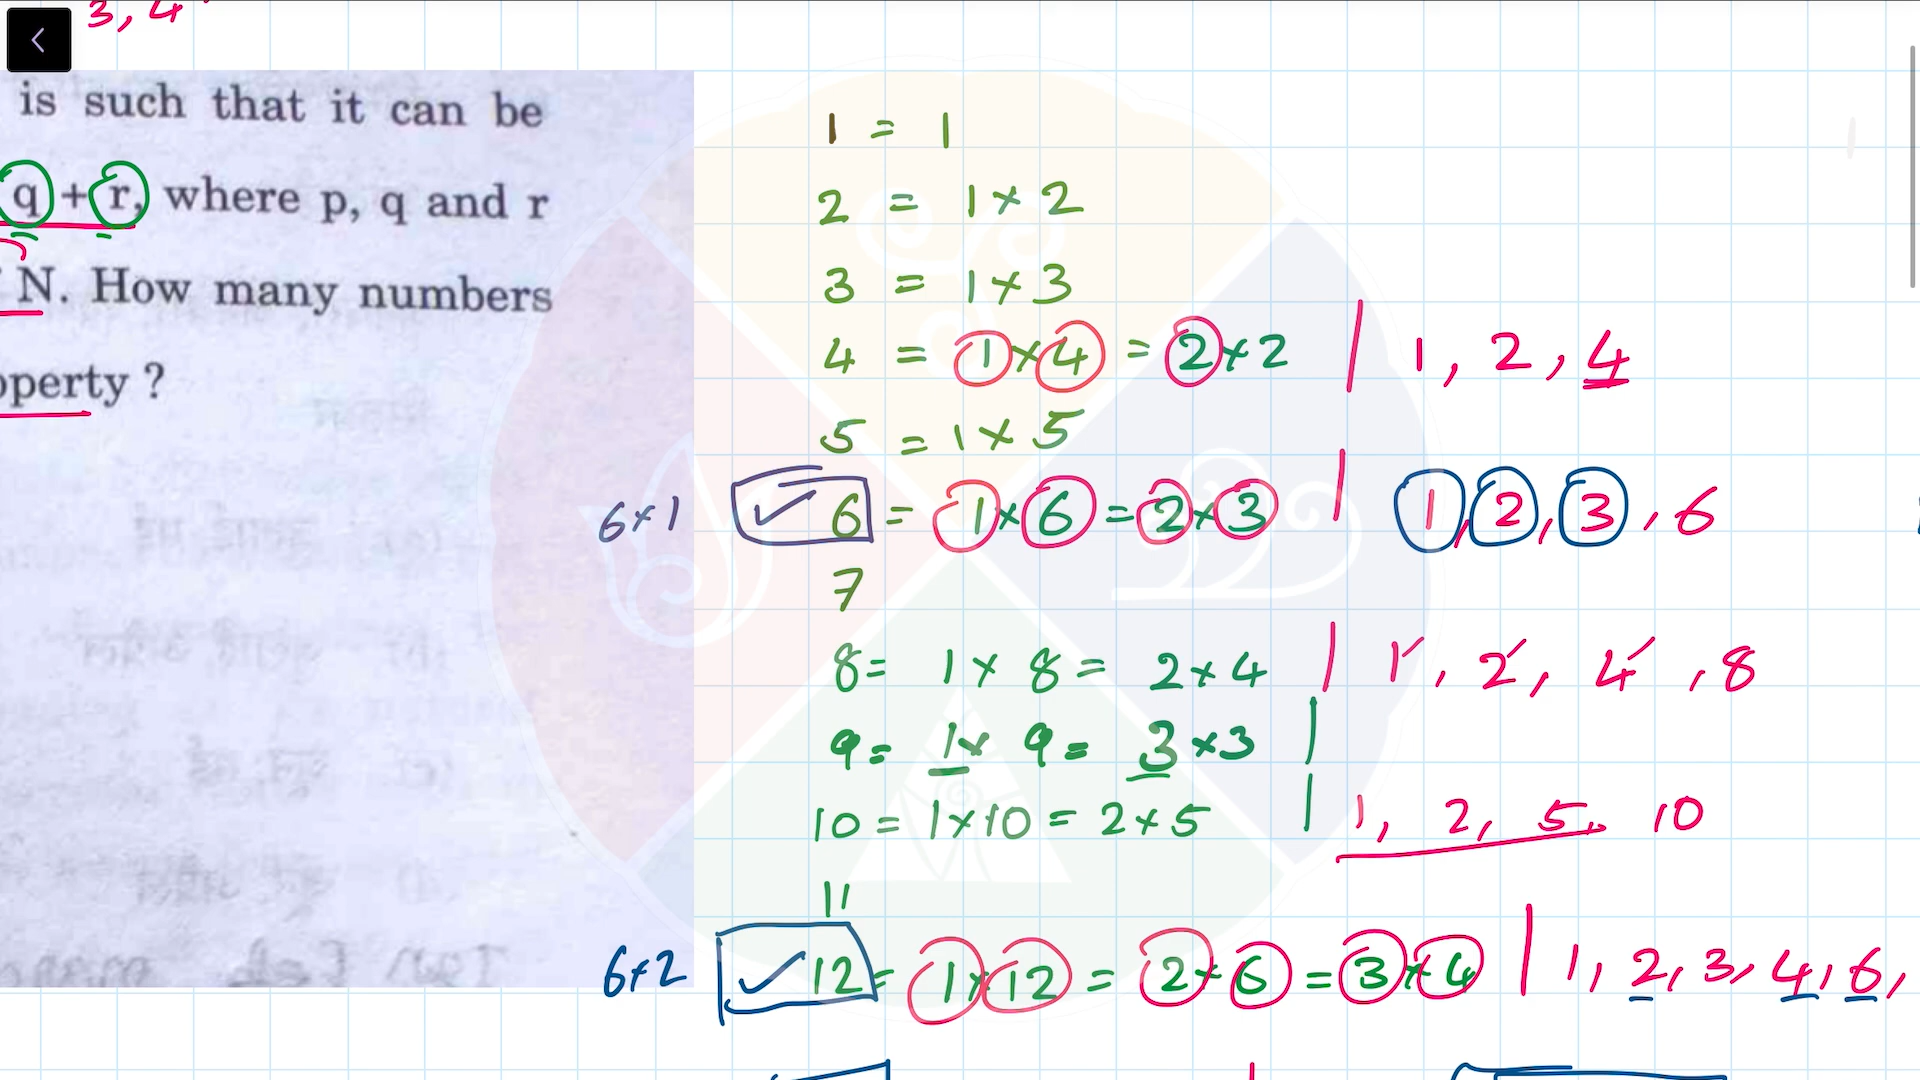 3, 4
is such that it can be
q + r, where p, q and r
N. How many numbers
operty ?
1 = 1
2 = 1 × 2
3 = 1 × 3
4 = 1 × 4 = 2 × 2 | 1, 2, 4
5 = 1 × 5
6×1 ✓ 6 = 1 × 6 = 2 × 3 | 1, 2, 3, 6
7
8 = 1 × 8 = 2 × 4 | 1, 2, 4, 8
9 = 1 × 9 = 3 × 3 |
10 = 1 × 10 = 2 × 5 | 1, 2, 5, 10
11
6×2 ✓ 12 = 1 × 12 = 2 × 6 = 3 × 4 | 1, 2, 3, 4, 6,